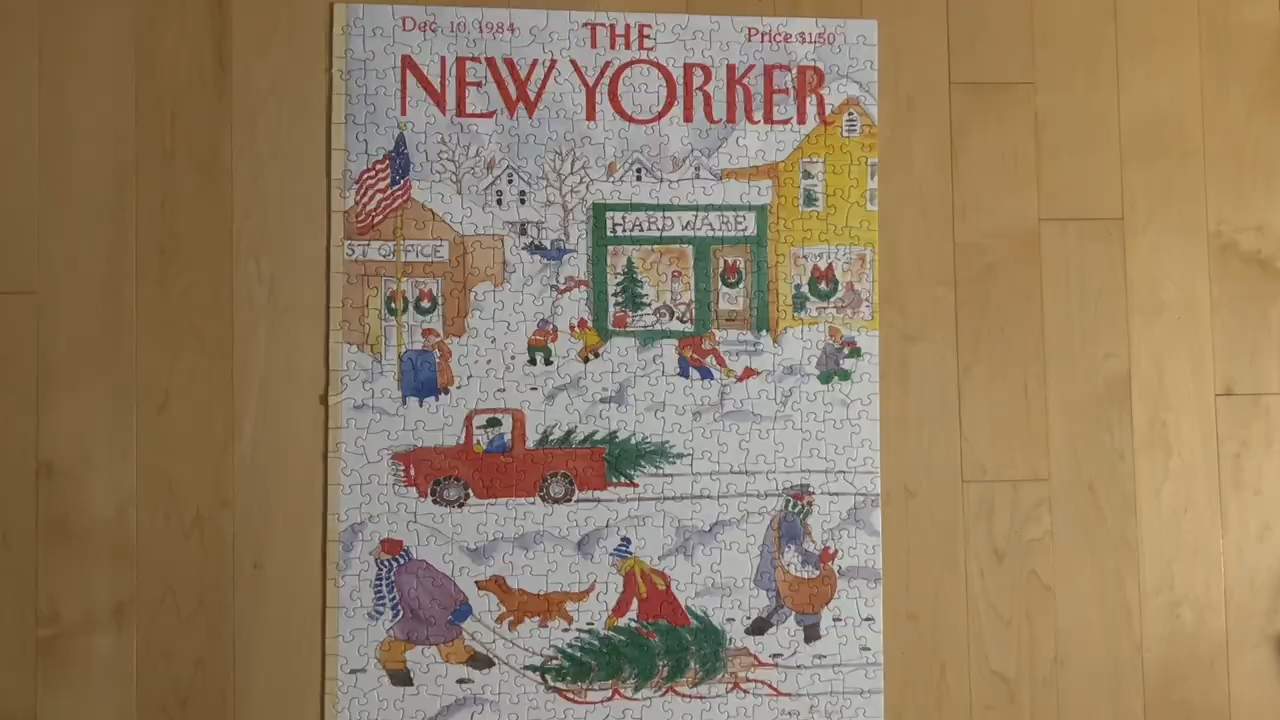 Dec. 10, 1984
THE
Price $1.50
NEW YORKER
HARDWARE
ST OFFICE